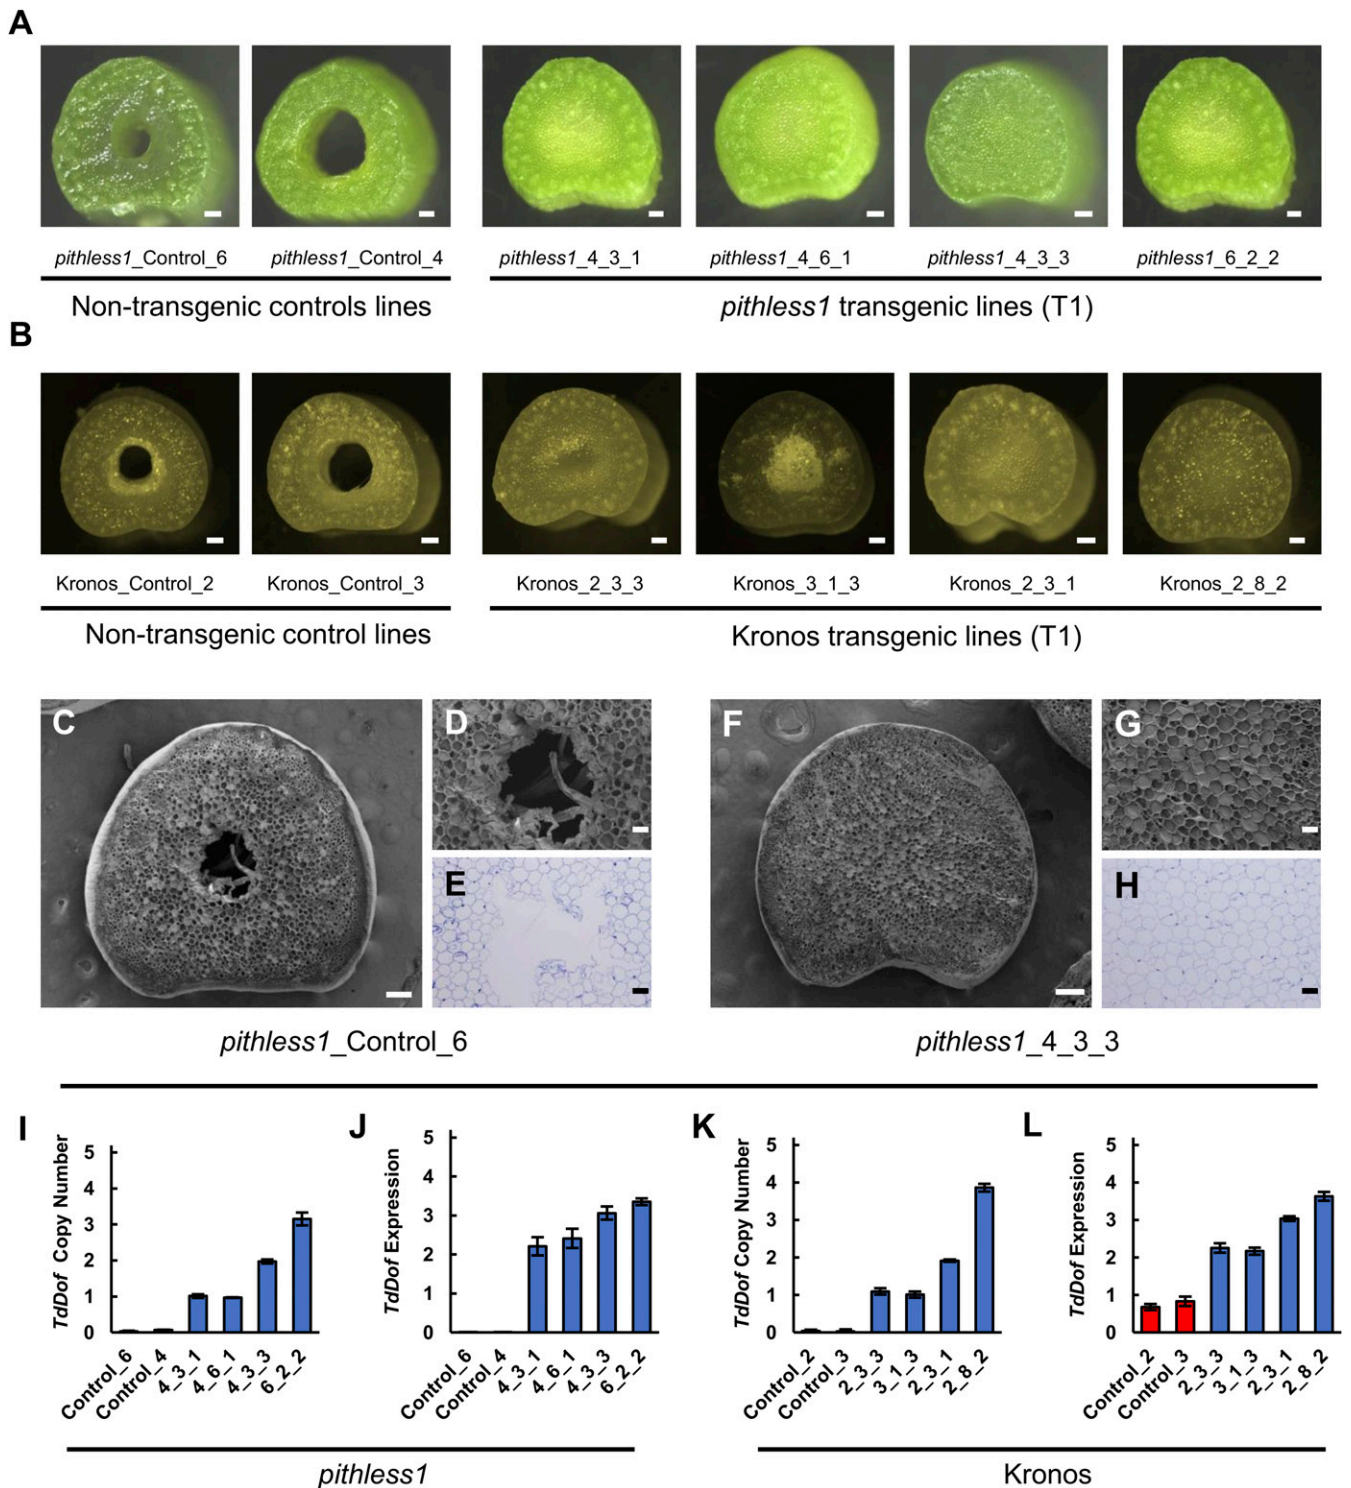 A
pithless1_Control_6
pithless1_Control_4
pithless1_4_3_1
pithless1_4_6_1
pithless1_4_3_3
pithless1_6_2_2
Non-transgenic controls lines
pithless1 transgenic lines (T1)
B
Kronos_Control_2
Kronos_Control_3
Kronos_2_3_3
Kronos_3_1_3
Kronos_2_3_1
Kronos_2_8_2
Non-transgenic control lines
Kronos transgenic lines (T1)
C
D
E
F
G
H
pithless1_Control_6
pithless1_4_3_3
I
TdDof Copy Number
5
4
3
2
1
0
Control_6
Control_4
4_3_1
4_6_1
4_3_3
6_2_2
J
TdDof Expression
5
4
3
2
1
0
Control_6
Control_4
4_3_1
4_6_1
4_3_3
6_2_2
pithless1
K
TdDof Copy Number
5
4
3
2
1
0
Control_2
Control_3
2_3_3
3_1_3
2_3_1
2_8_2
L
TdDof Expression
5
4
3
2
1
0
Control_2
Control_3
2_3_3
3_1_3
2_3_1
2_8_2
Kronos